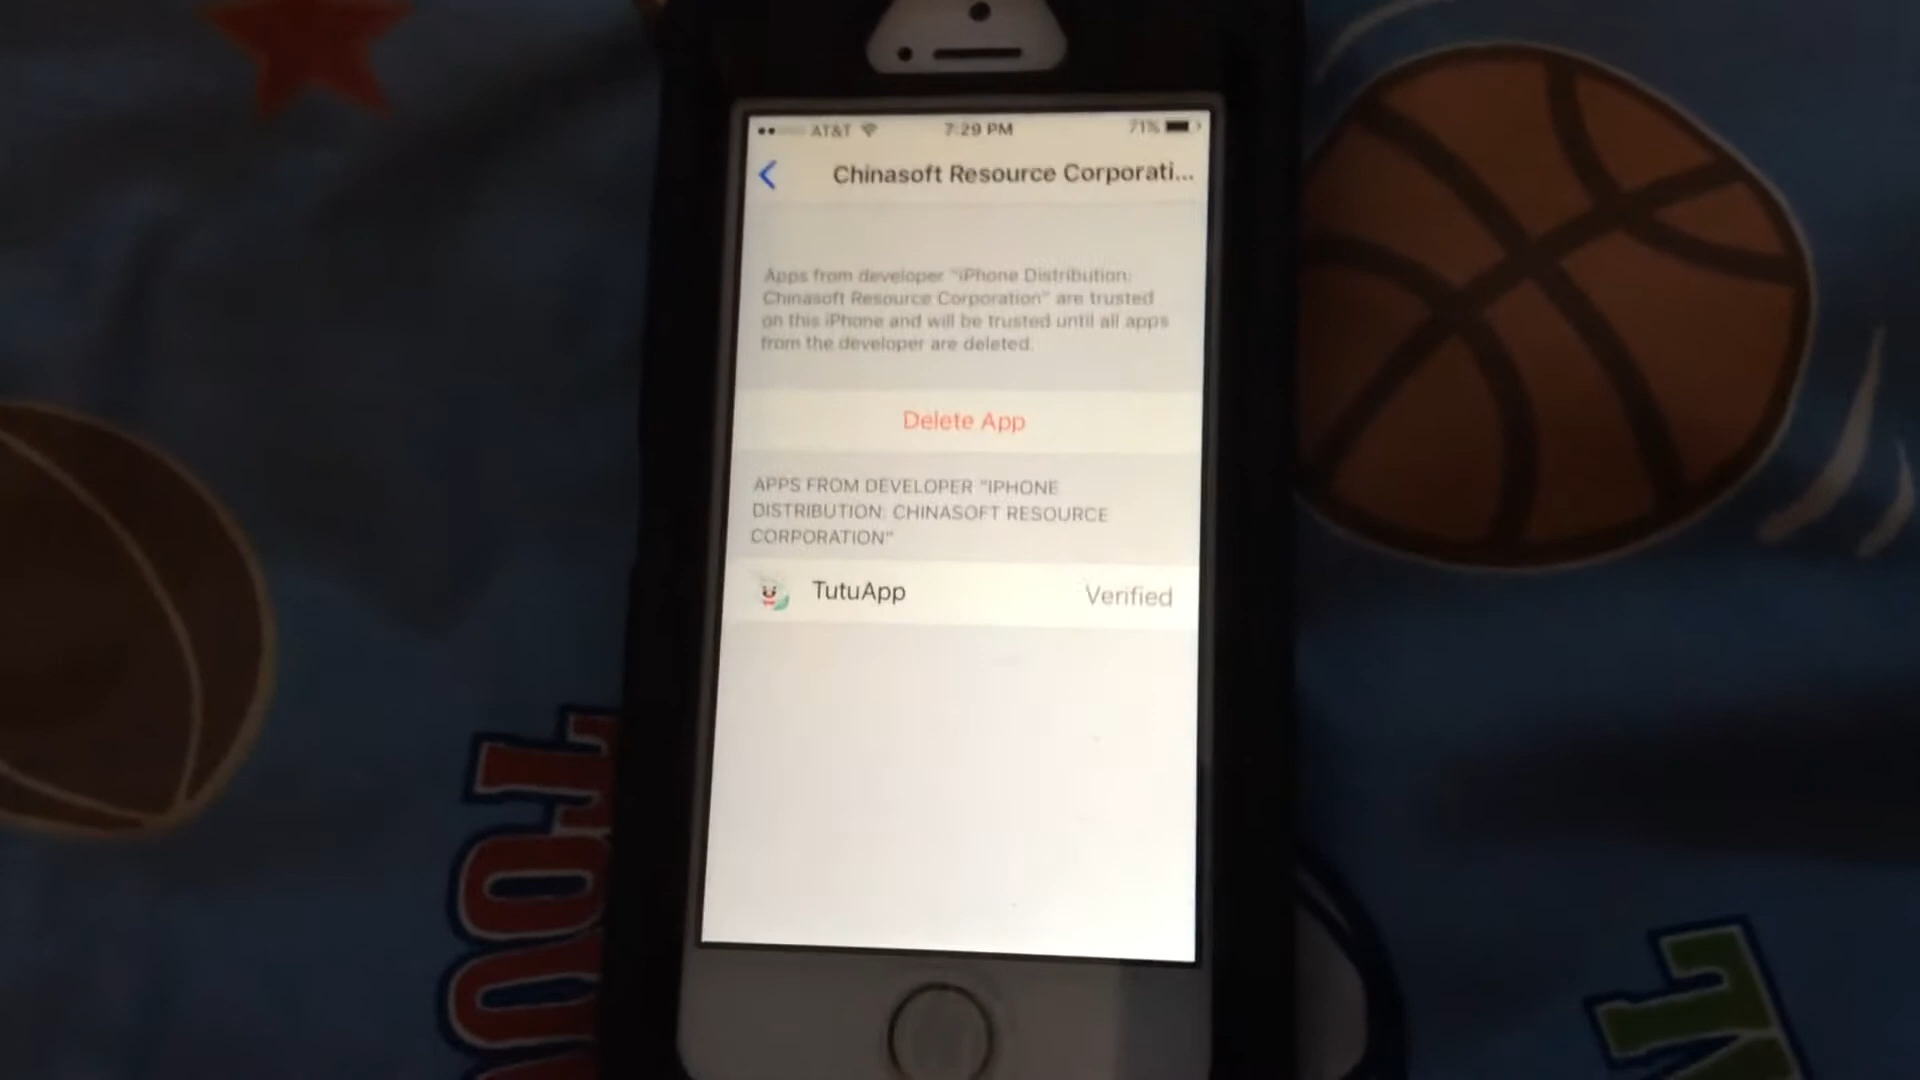 AT&T 7:29 PM 71%
Chinasoft Resource Corporati...
Apps from developer "iPhone Distribution:
Chinasoft Resource Corporation" are trusted
on this iPhone and will be trusted until all apps
from the developer are deleted.
Delete App
APPS FROM DEVELOPER "IPHONE
DISTRIBUTION: CHINASOFT RESOURCE
CORPORATION"
TutuApp Verified